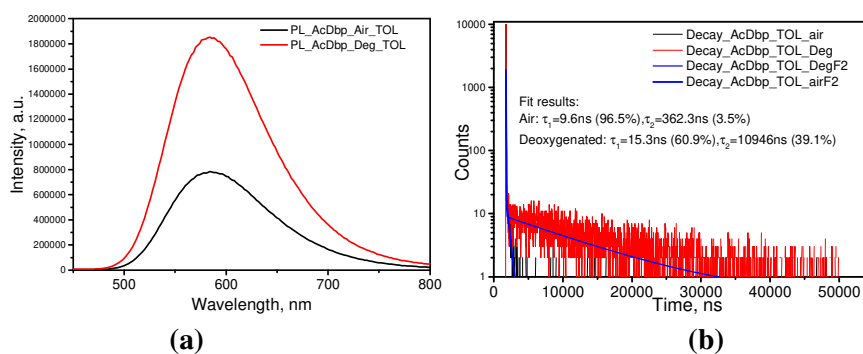 PL_AcDbp_Air_TOL
PL_AcDbp_Deg_TOL
2000000
1800000
1600000
1400000
1200000
1000000
800000
600000
400000
200000
0
Intensity, a.u.
500
600
700
800
Wavelength, nm
(a)
Decay_AcDbp_TOL_air
Decay_AcDbp_TOL_Deg
Decay_AcDbp_TOL_DegF2
Decay_AcDbp_TOL_airF2
Fit results:
Air: τ1=9.6ns (96.5%),τ2=362.3ns (3.5%)
Deoxygenated: τ1=15.3ns (60.9%),τ2=10946ns (39.1%)
10000
1000
100
10
1
Counts
0
10000
20000
30000
40000
50000
Time, ns
(b)